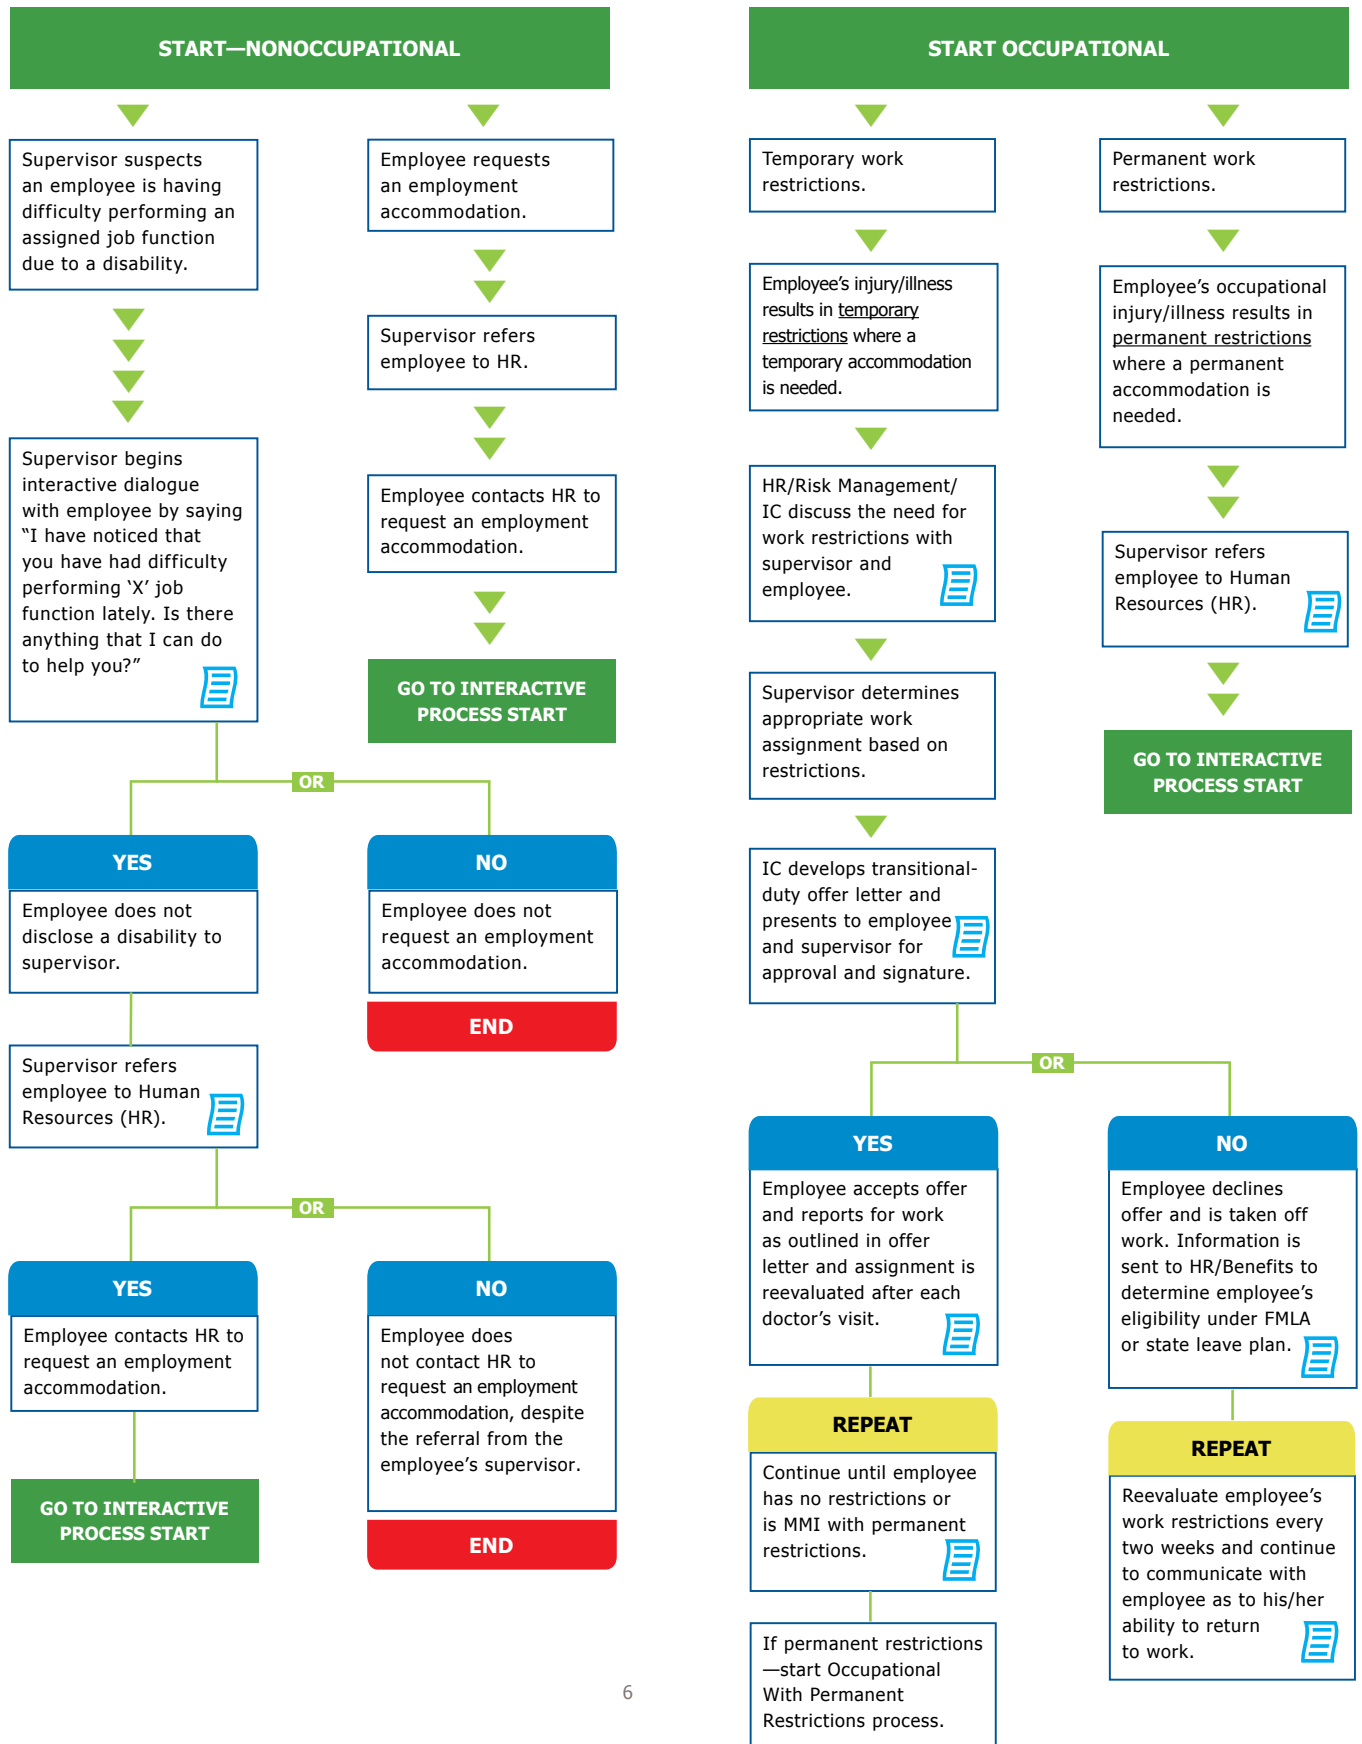 START—NONOCCUPATIONAL
Supervisor suspects
an employee is having
difficulty performing an
assigned job function
due to a disability.
Supervisor begins
interactive dialogue
with employee by saying
“I have noticed that
you have had difficulty
performing ‘X’ job
function lately. Is there
anything that I can do
to help you?”
Employee requests
an employment
accommodation.
Supervisor refers
employee to HR.
Employee contacts HR to
request an employment
accommodation.
GO TO INTERACTIVE
PROCESS START
OR
YES
Employee does not
disclose a disability to
supervisor.
NO
Employee does not
request an employment
accommodation.
END
Supervisor refers
employee to Human
Resources (HR).
OR
YES
Employee contacts HR to
request an employment
accommodation.
GO TO INTERACTIVE
PROCESS START
NO
Employee does
not contact HR to
request an employment
accommodation, despite
the referral from the
employee’s supervisor.
END
START OCCUPATIONAL
Temporary work
restrictions.
Employee’s injury/illness
results in temporary
restrictions where a
temporary accommodation
is needed.
HR/Risk Management/
IC discuss the need for
work restrictions with
supervisor and
employee.
Supervisor determines
appropriate work
assignment based on
restrictions.
IC develops transitional-
duty offer letter and
presents to employee
and supervisor for
approval and signature.
Permanent work
restrictions.
Employee’s occupational
injury/illness results in
permanent restrictions
where a permanent
accommodation is
needed.
Supervisor refers
employee to Human
Resources (HR).
GO TO INTERACTIVE
PROCESS START
OR
YES
Employee accepts offer
and reports for work
as outlined in offer
letter and assignment is
reevaluated after each
doctor’s visit.
REPEAT
Continue until employee
has no restrictions or
is MMI with permanent
restrictions.
If permanent restrictions
—start Occupational
With Permanent
Restrictions process.
NO
Employee declines
offer and is taken off
work. Information is
sent to HR/Benefits to
determine employee’s
eligibility under FMLA
or state leave plan.
REPEAT
Reevaluate employee’s
work restrictions every
two weeks and continue
to communicate with
employee as to his/her
ability to return
to work.
6